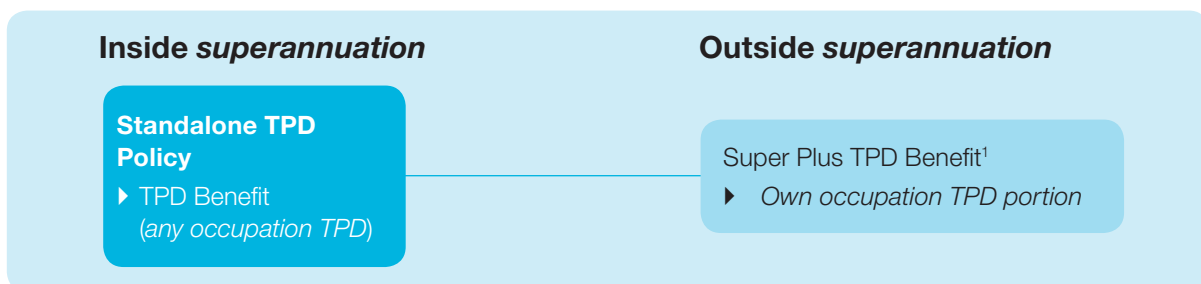 Inside superannuation
Outside superannuation
Standalone TPD
Policy
▸ TPD Benefit
(any occupation TPD)
Super Plus TPD Benefit¹
▸ Own occupation TPD portion